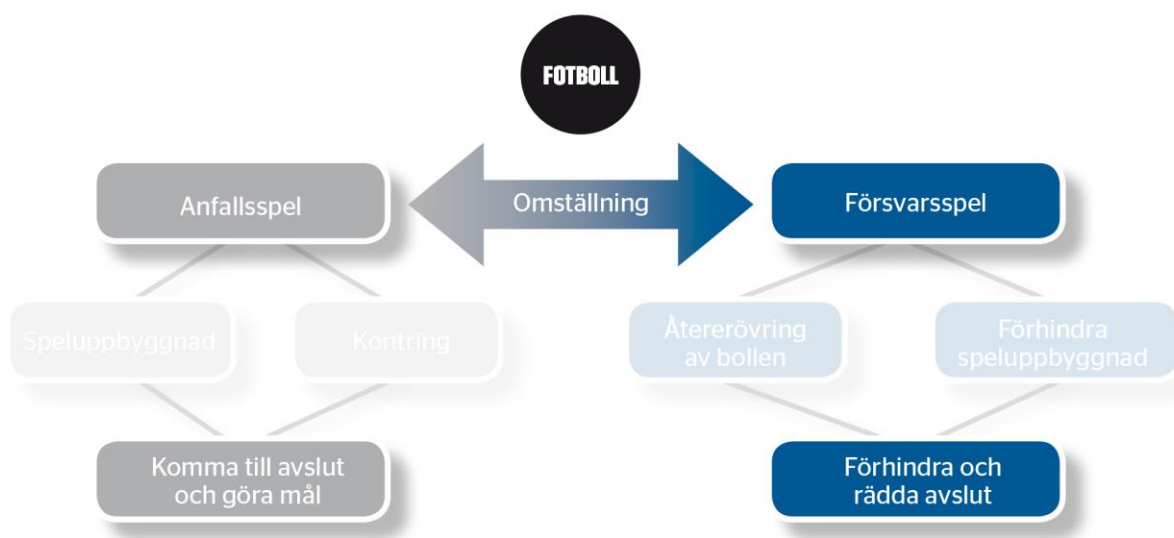 FOTBOLL
Anfallsspel
Omställning
Försvarsspel
Speluppbyggnad
Kontring
Återerövring
av bollen
Förhindra
speluppbyggnad
Komma till avslut
och göra mål
Förhindra och
rädda avslut